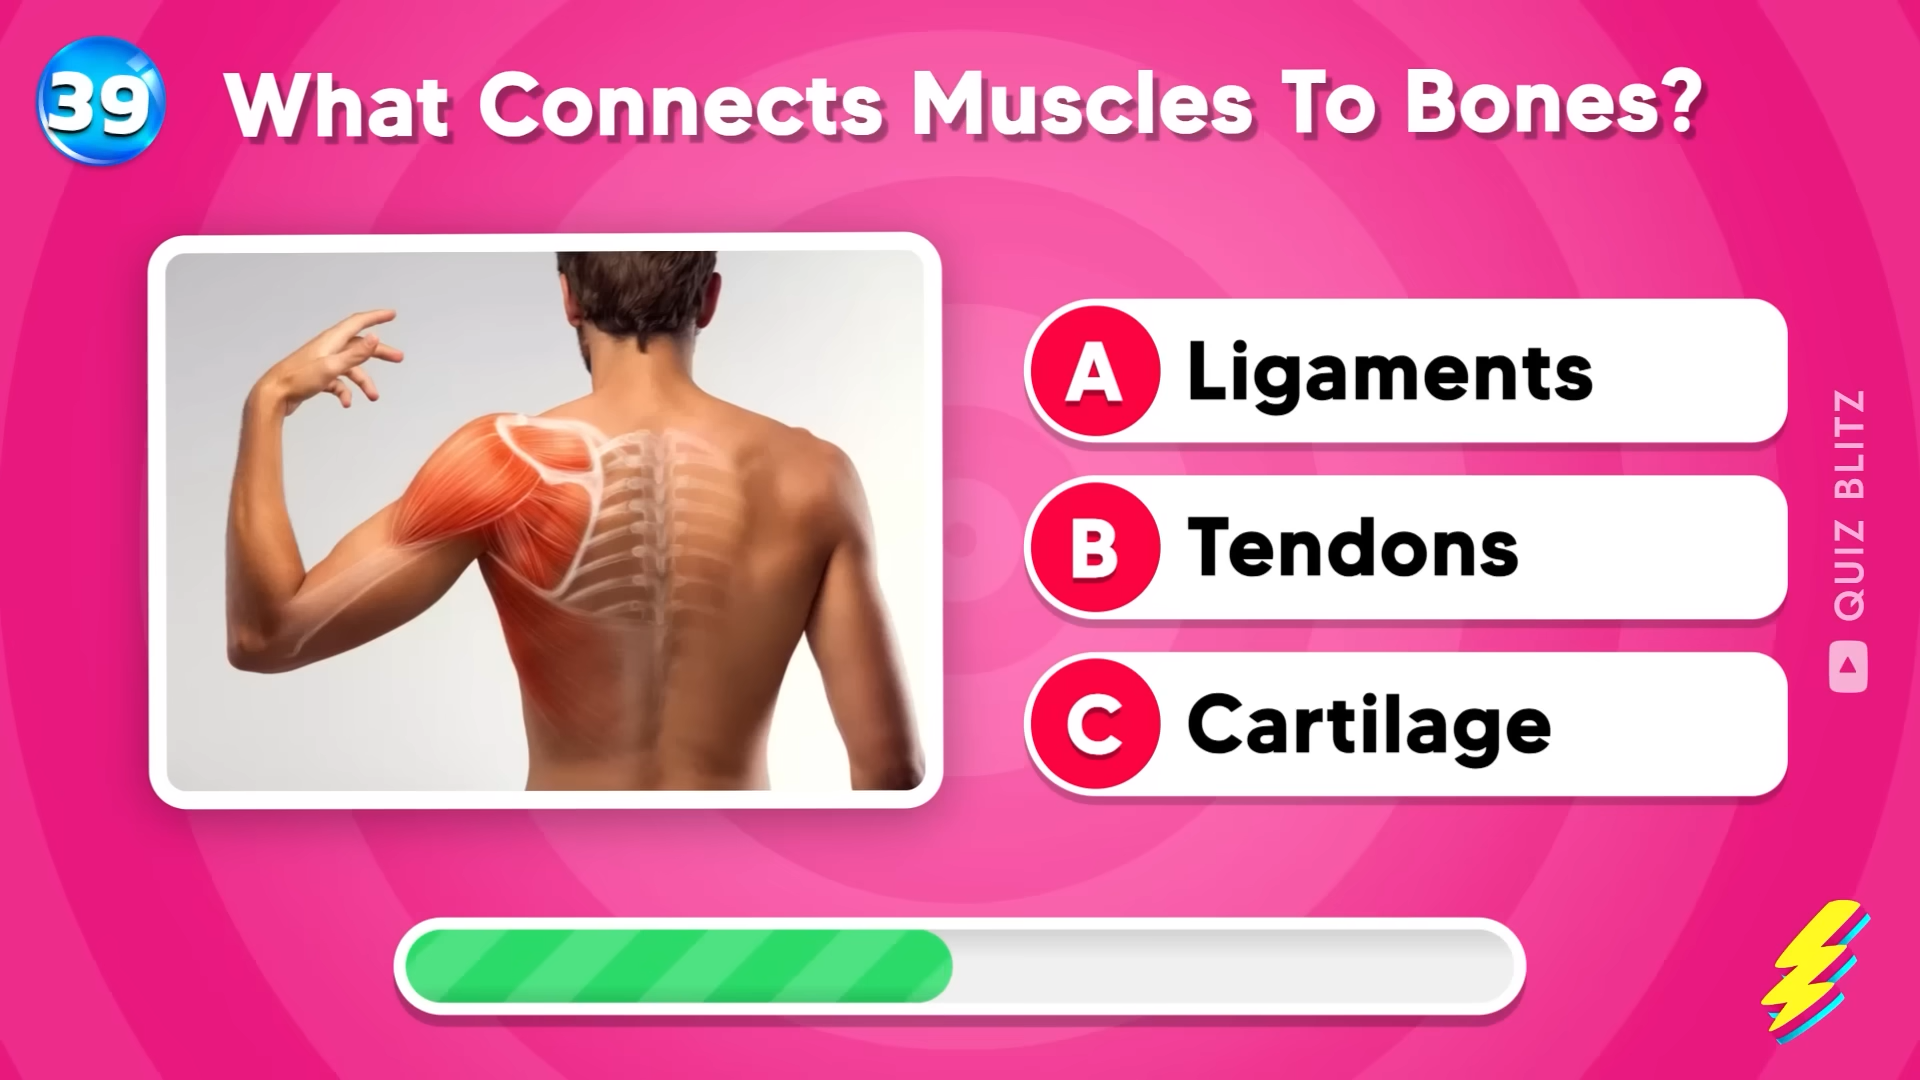 39
What Connects Muscles To Bones?
A Ligaments
B Tendons
C Cartilage
QUIZ BLITZ